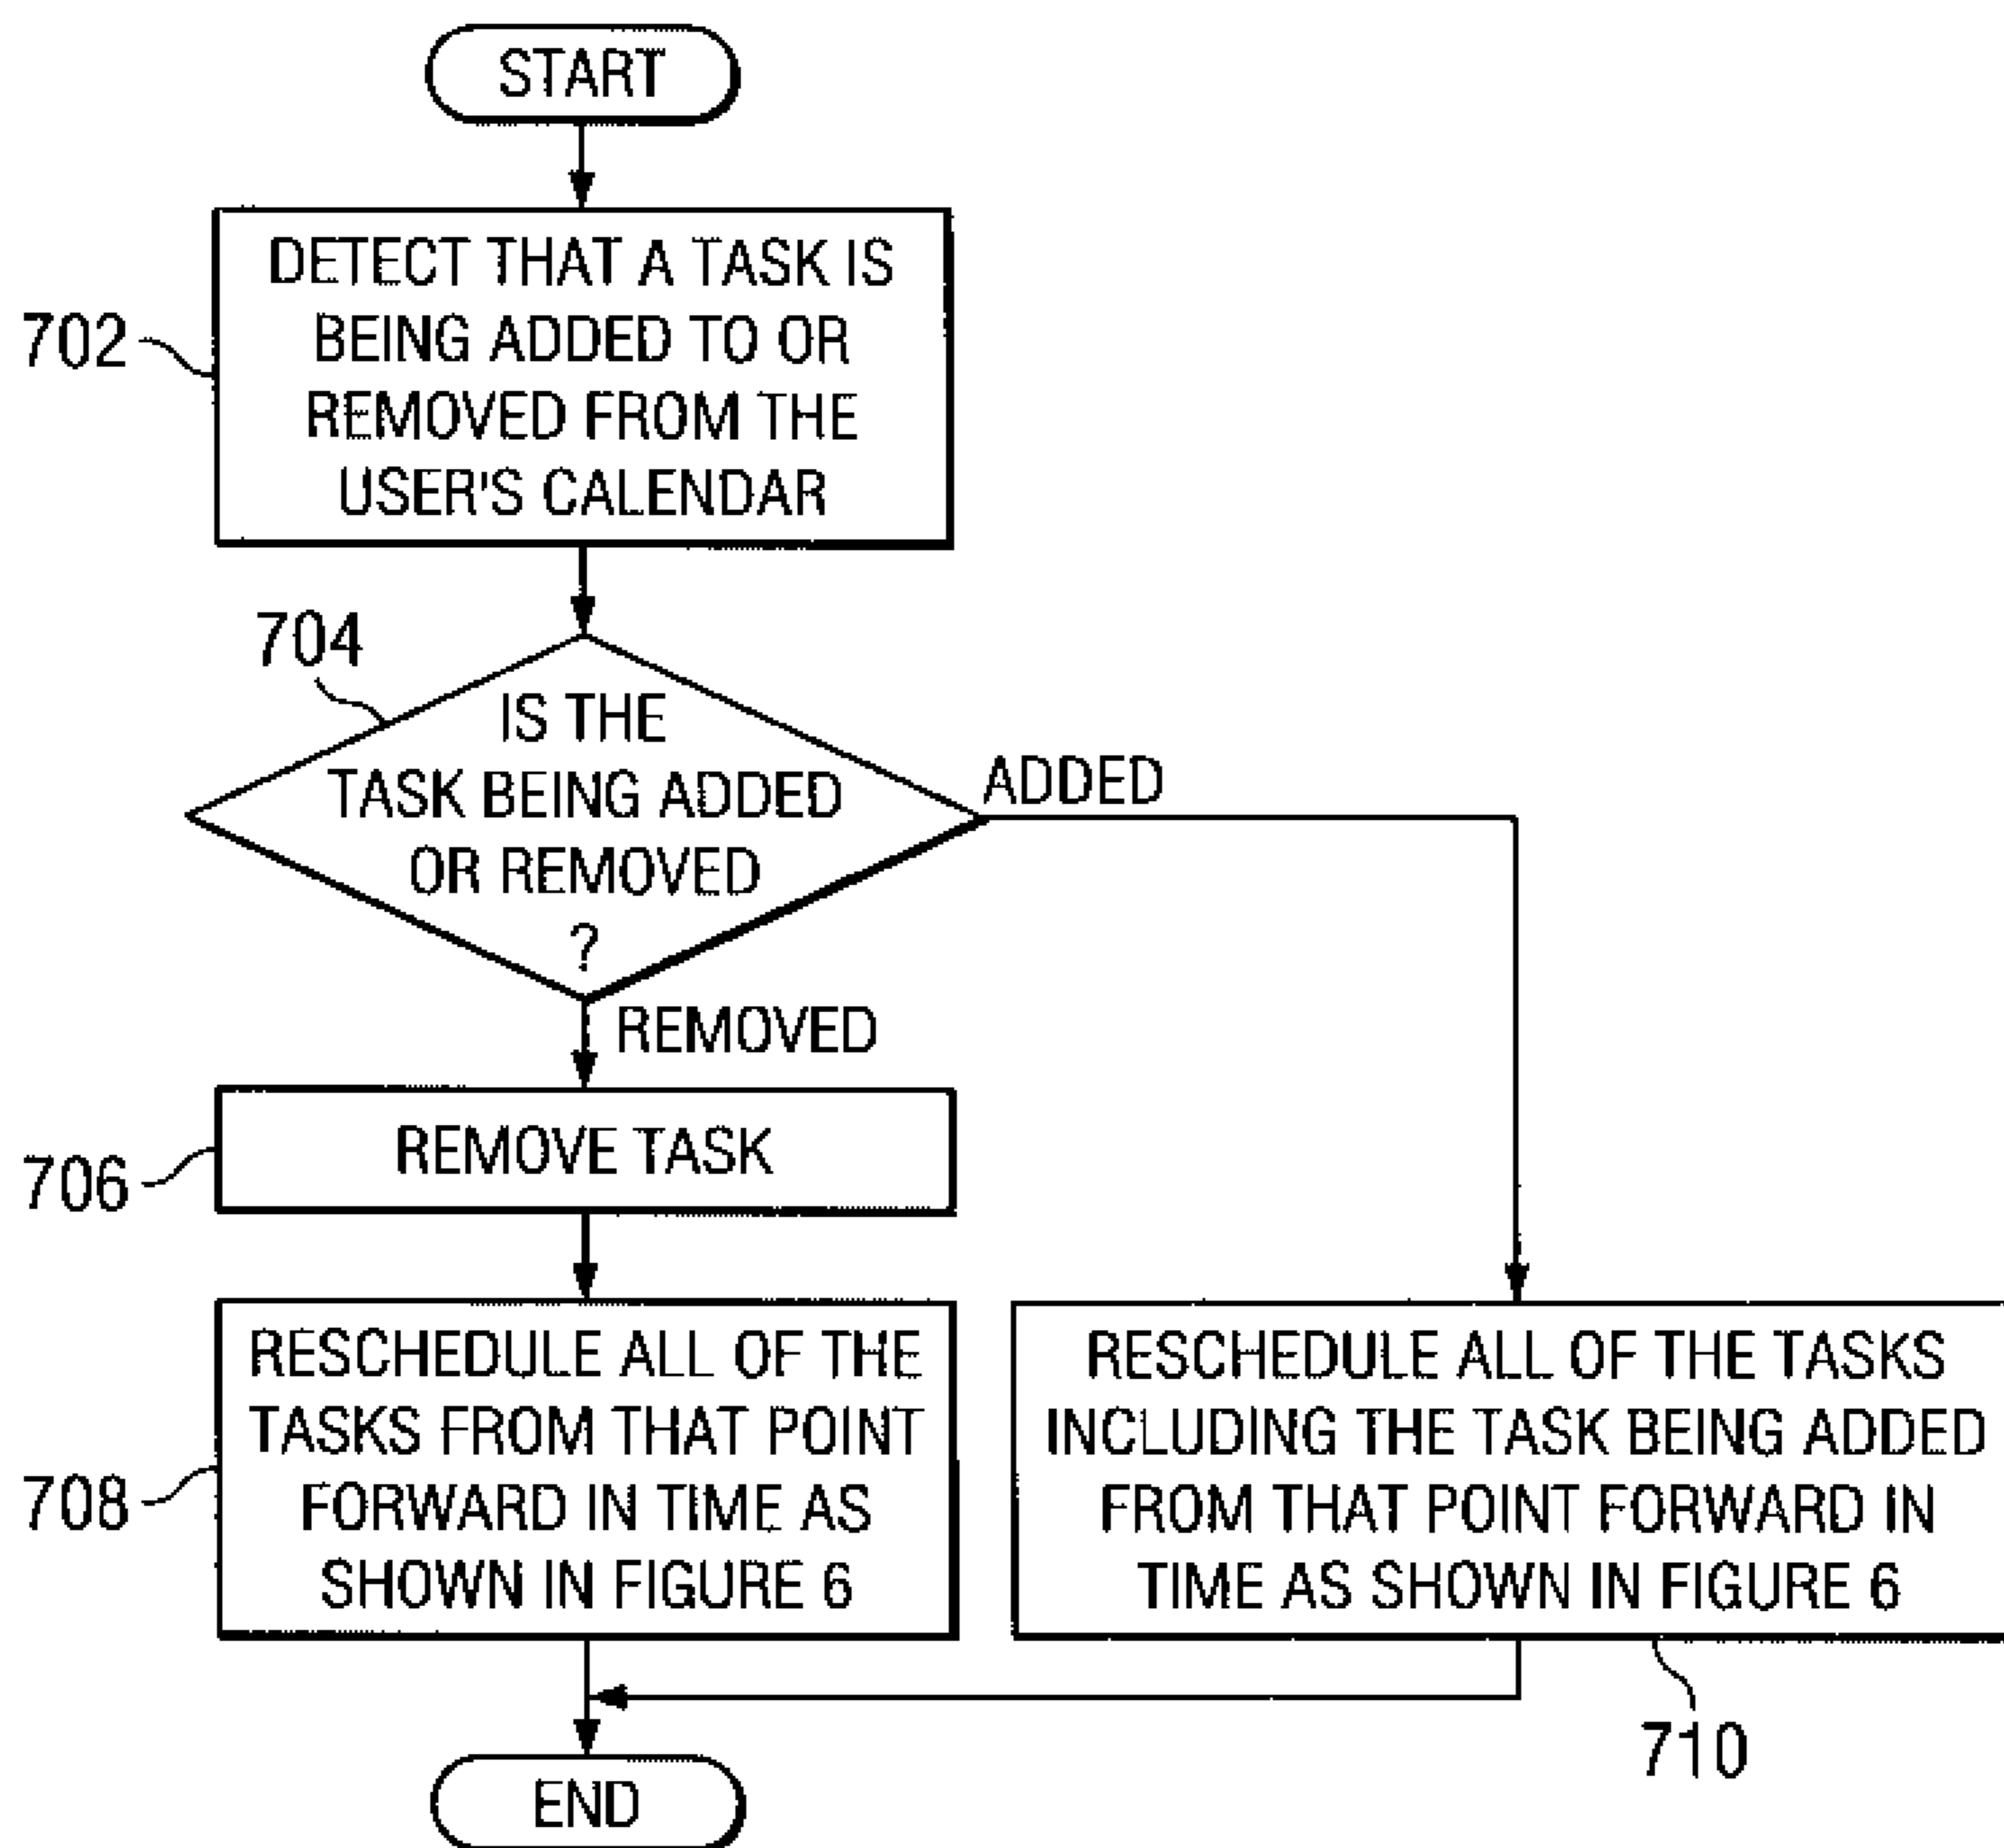 START
702
DETECT THAT A TASK IS
BEING ADDED TO OR
REMOVED FROM THE
USER'S CALENDAR
704
IS THE
TASK BEING ADDED
OR REMOVED
?
ADDED
REMOVED
706
REMOVE TASK
708
RESCHEDULE ALL OF THE
TASKS FROM THAT POINT
FORWARD IN TIME AS
SHOWN IN FIGURE 6
RESCHEDULE ALL OF THE TASKS
INCLUDING THE TASK BEING ADDED
FROM THAT POINT FORWARD IN
TIME AS SHOWN IN FIGURE 6
710
END